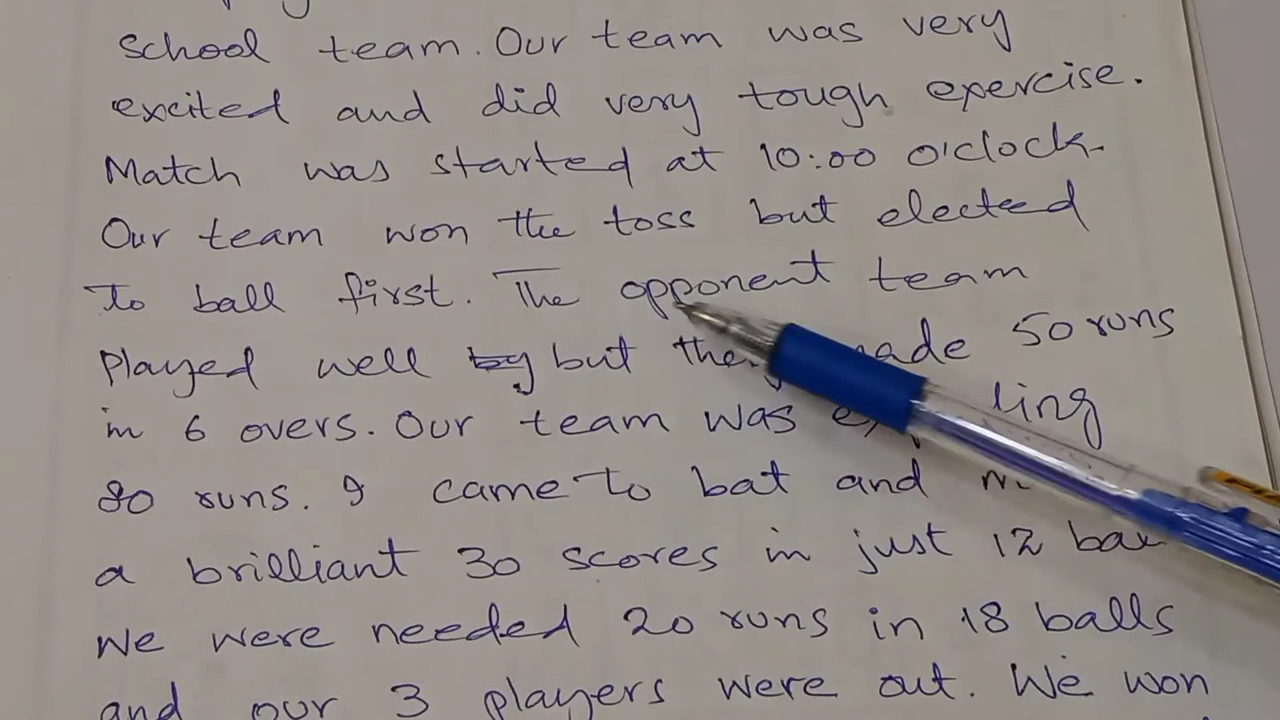 school team. Our team was very
excited and did very tough exercise.
Match was started at 10:00 o'clock.
Our team won the toss but elected
to ball first. The opponent team
Played well by but they made 50 runs
in 6 overs. Our team was
80 runs. I came to bat and
a brilliant 30 scores in just 12
We were needed 20 runs in 18 balls
and our 3 players were out. We won